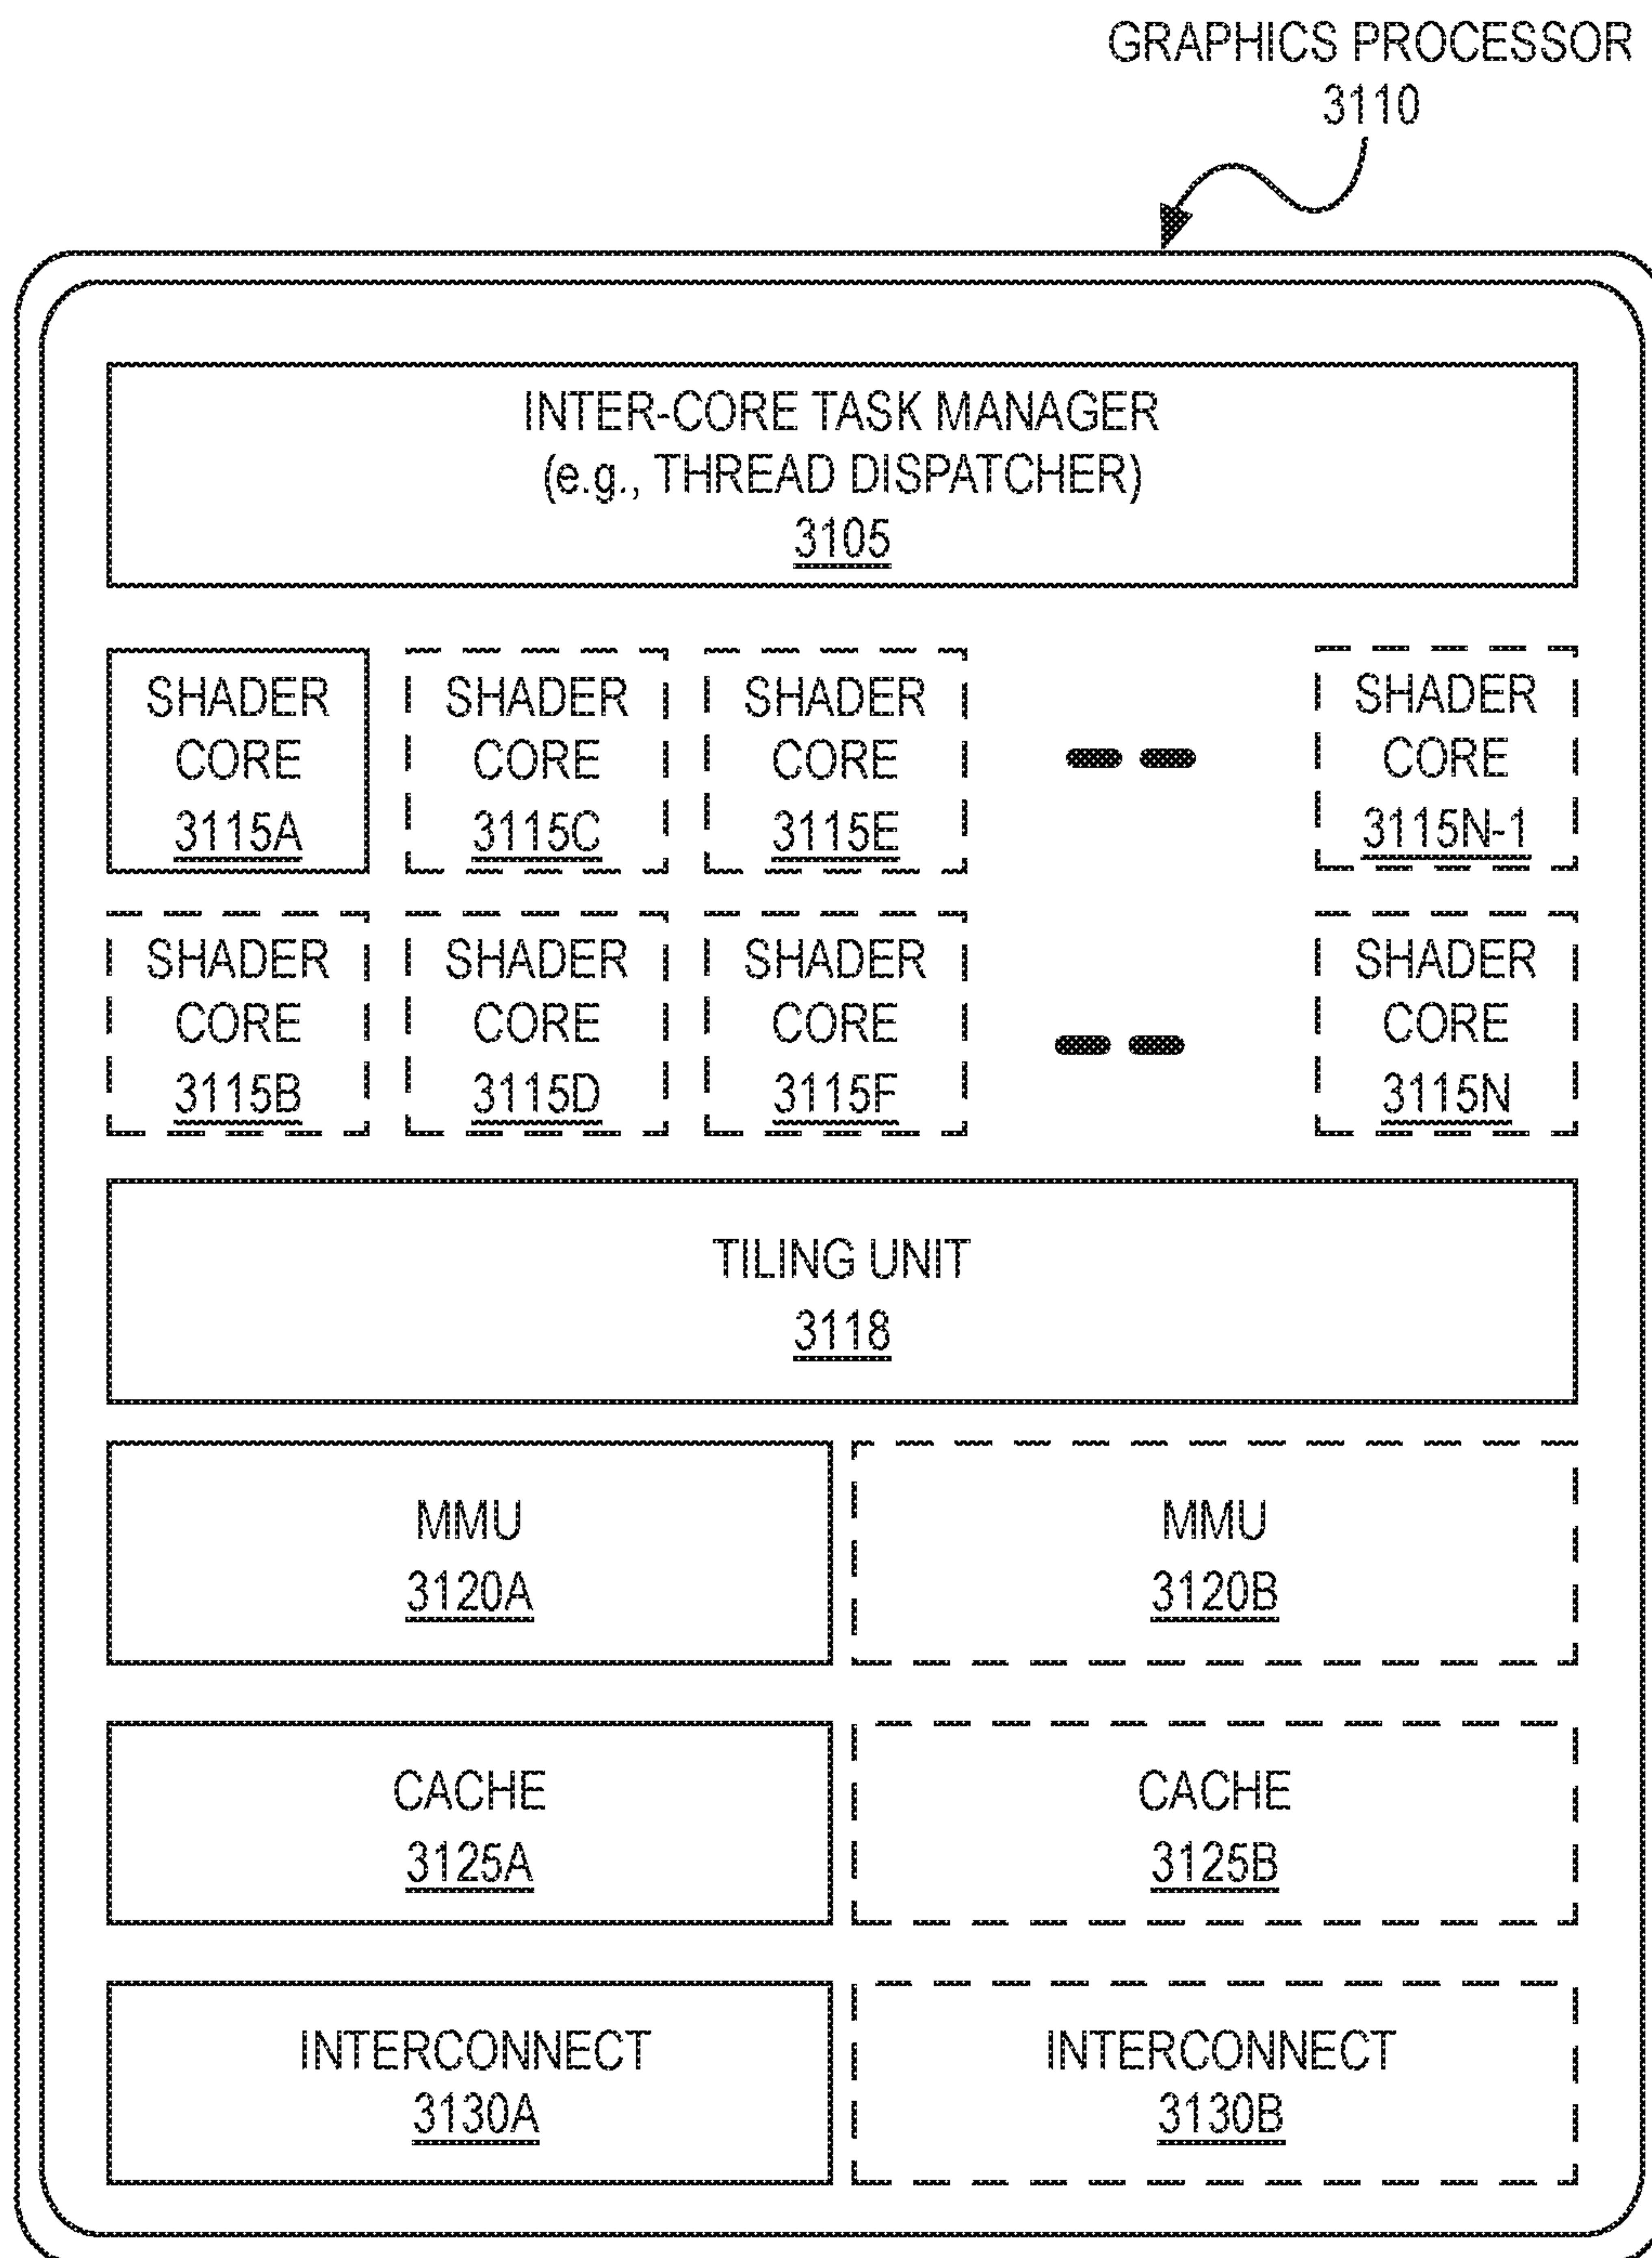 GRAPHICS PROCESSOR
3110
INTER-CORE TASK MANAGER
(e.g., THREAD DISPATCHER)
3105
SHADER
CORE
3115A
SHADER
CORE
3115C
SHADER
CORE
3115E
SHADER
CORE
3115N-1
SHADER
CORE
3115B
SHADER
CORE
3115D
SHADER
CORE
3115F
SHADER
CORE
3115N
TILING UNIT
3118
MMU
3120A
MMU
3120B
CACHE
3125A
CACHE
3125B
INTERCONNECT
3130A
INTERCONNECT
3130B